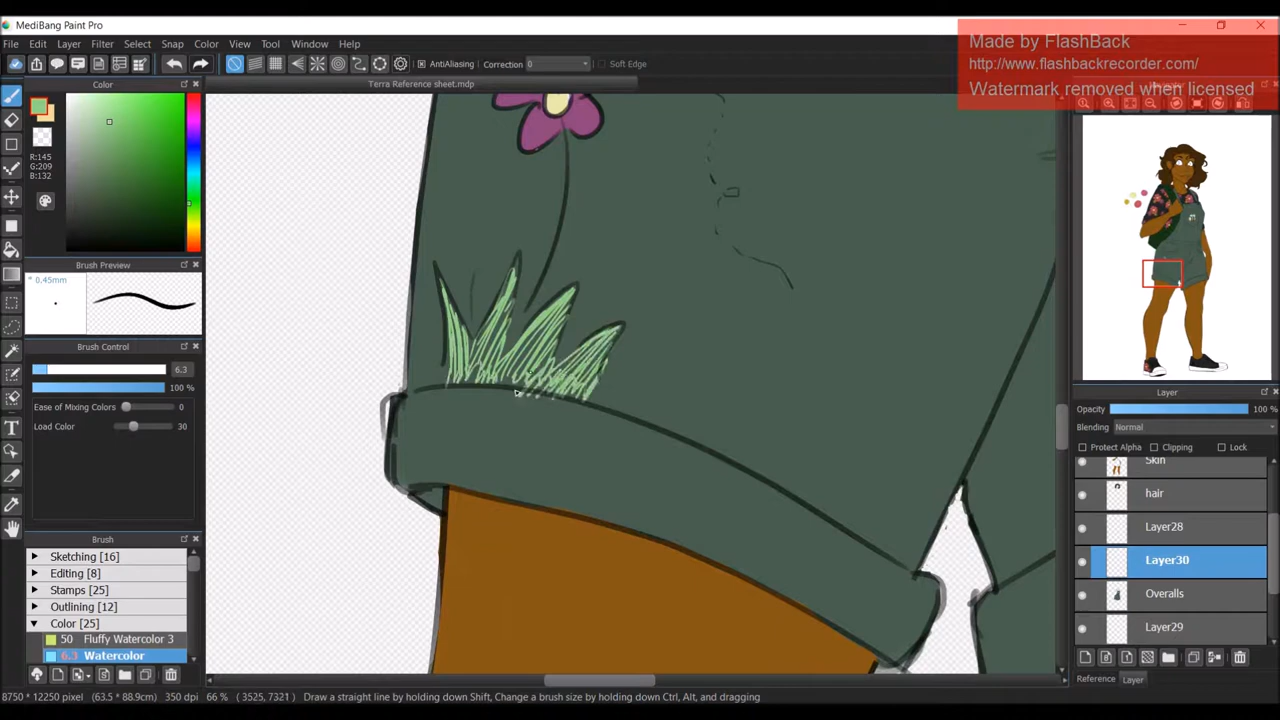 MediBang Paint Pro
Made by FlashBack
http://www.flashbackrecorder.com/
Watermark removed when licensed
File Edit Layer Filter Select Snap Color View Tool Window Help
AntiAliasing Correction 0 Soft Edge
Color
Terra Reference sheet.mdp
Navigator
R:145
G:209
B:132
Brush Preview
* 0.45mm
Brush Control
6.3
100 %
Ease of Mixing Colors 0
Load Color 30
Brush
Sketching [16]
Editing [8]
Stamps [25]
Outlining [12]
Color [25]
50 Fluffy Watercolor 3
6.3 Watercolor
Layer
Opacity 100 %
Blending Normal
Protect Alpha Clipping Lock
Skin
hair
Layer28
Layer30
Overalls
Layer29
Reference Layer
8750 * 12250 pixel (63.5 * 88.9cm) 350 dpi 66 % ( 3525, 7321 ) Draw a straight line by holding down Shift, Change a brush size by holding down Ctrl, Alt, and dragging